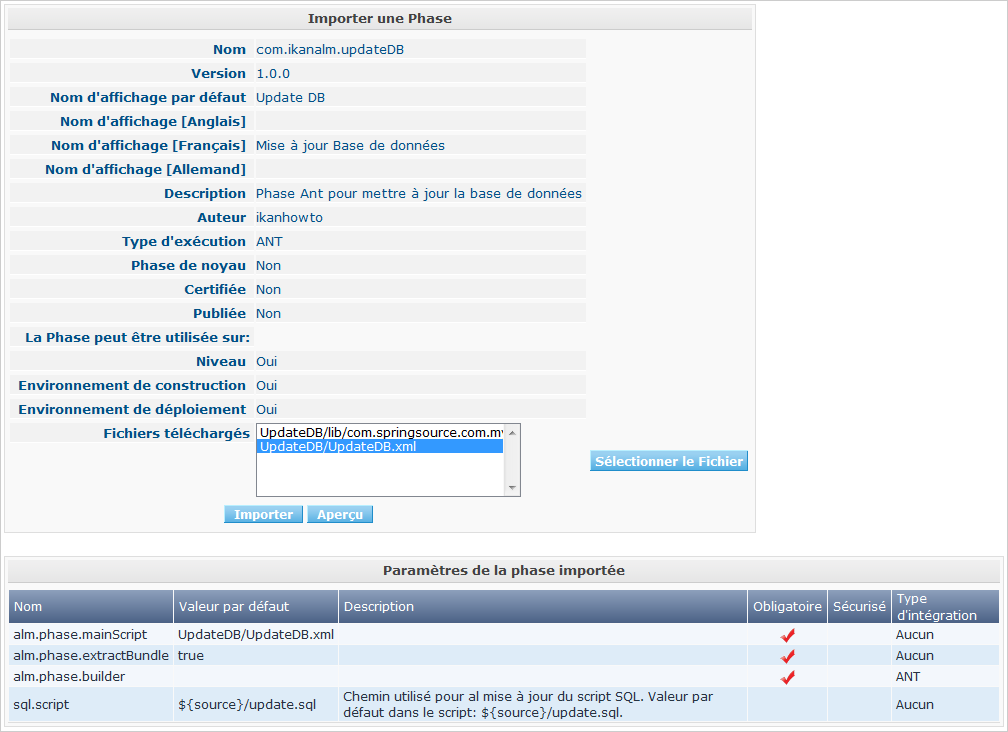 Importer une Phase
Nom com.ikanalm.updateDB
Version 1.0.0
Nom d'affichage par défaut Update DB
Nom d'affichage [Anglais]
Nom d'affichage [Français] Mise à jour Base de données
Nom d'affichage [Allemand]
Description Phase Ant pour mettre à jour la base de données
Auteur ikanhowto
Type d'exécution ANT
Phase de noyau Non
Certifiée Non
Publiée Non
La Phase peut être utilisée sur:
Niveau Oui
Environnement de construction Oui
Environnement de déploiement Oui
Fichiers téléchargés UpdateDB/lib/com.springsource.com.my
UpdateDB/UpdateDB.xml
Sélectionner le Fichier
Importer Aperçu
Paramètres de la phase importée
Nom Valeur par défaut Description Obligatoire Sécurisé Type d'intégration
alm.phase.mainScript UpdateDB/UpdateDB.xml Aucun
alm.phase.extractBundle true Aucun
alm.phase.builder ANT
sql.script ${source}/update.sql Chemin utilisé pour al mise à jour du script SQL. Valeur par
défaut dans le script: ${source}/update.sql. Aucun